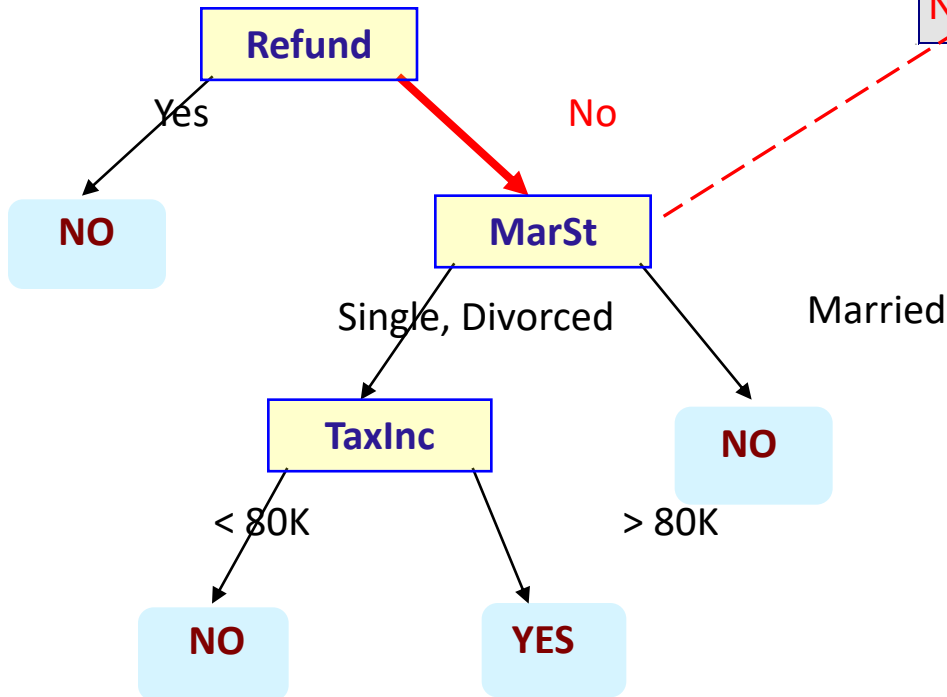 Refund
Yes
No
NO
MarSt
Single, Divorced
Married
TaxInc
NO
< 80K
> 80K
NO
YES